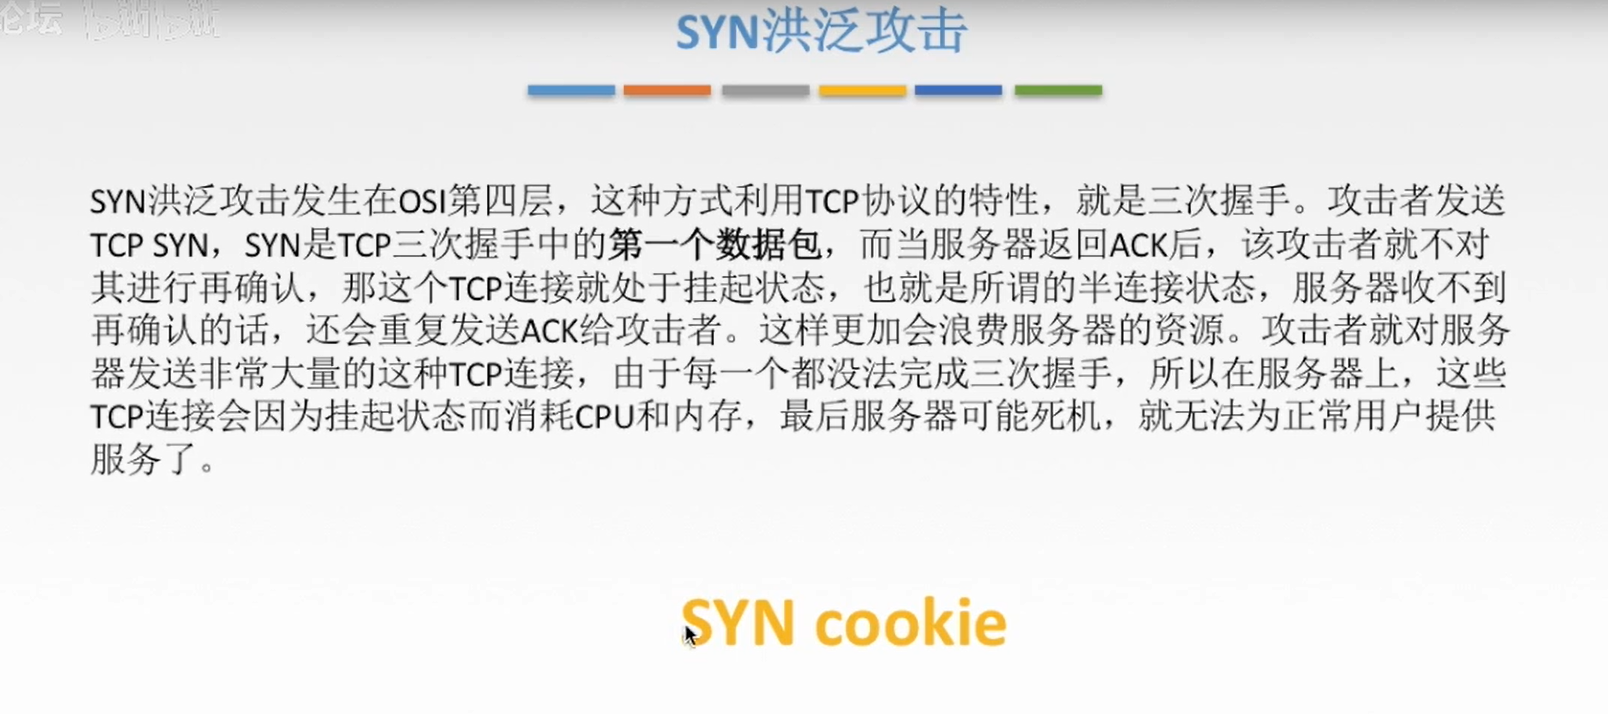 论坛 bilibili
SYN洪泛攻击
SYN洪泛攻击发生在OSI第四层，这种方式利用TCP协议的特性，就是三次握手。攻击者发送
TCP SYN，SYN是TCP三次握手中的第一个数据包，而当服务器返回ACK后，该攻击者就不对
其进行再确认，那这个TCP连接就处于挂起状态，也就是所谓的半连接状态，服务器收不到
再确认的话，还会重复发送ACK给攻击者。这样更加会浪费服务器的资源。攻击者就对服务
器发送非常大量的这种TCP连接，由于每一个都没法完成三次握手，所以在服务器上，这些
TCP连接会因为挂起状态而消耗CPU和内存，最后服务器可能死机，就无法为正常用户提供
服务了。
SYN cookie